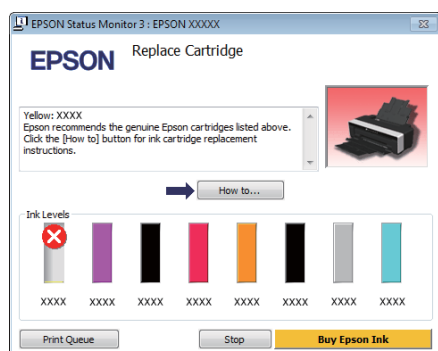 EPSON Status Monitor 3 : EPSON XXXXX
EPSON
Replace Cartridge
Yellow: XXXX
Epson recommends the genuine Epson cartridges listed above.
Click the [How to] button for ink cartridge replacement
instructions.
How to...
Ink Levels
XXXX XXXX XXXX XXXX XXXX XXXX XXXX XXXX
Print Queue Stop Buy Epson Ink